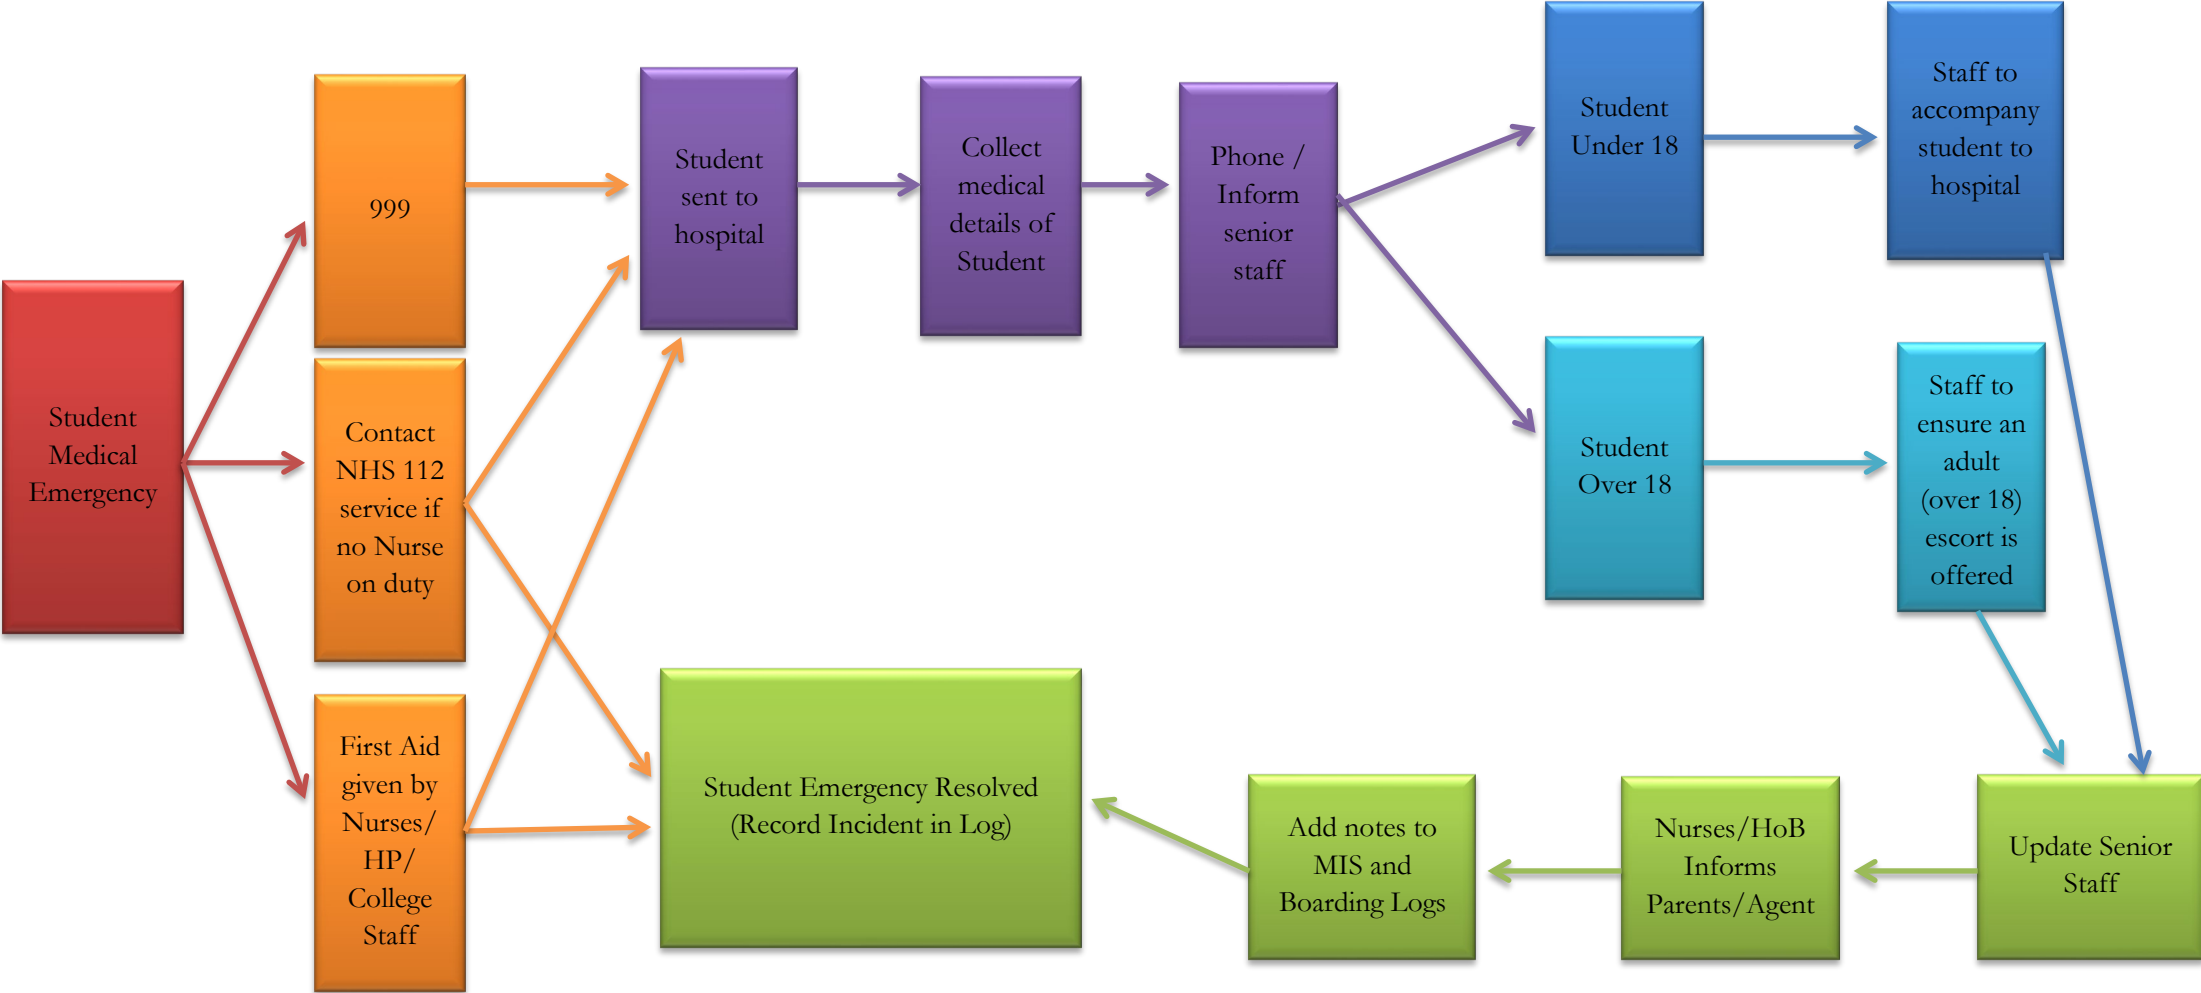 Student
Medical
Emergency
999
Contact
NHS 112
service if
no Nurse
on duty
First Aid
given by
Nurses/
HP/
College
Staff
Student
sent to
hospital
Collect
medical
details of
Student
Phone /
Inform
senior
staff
Student
Under 18
Staff to
accompany
student to
hospital
Student
Over 18
Staff to
ensure an
adult
(over 18)
escort is
offered
Update Senior
Staff
Nurses/HoB
Informs
Parents/Agent
Add notes to
MIS and
Boarding Logs
Student Emergency Resolved
(Record Incident in Log)